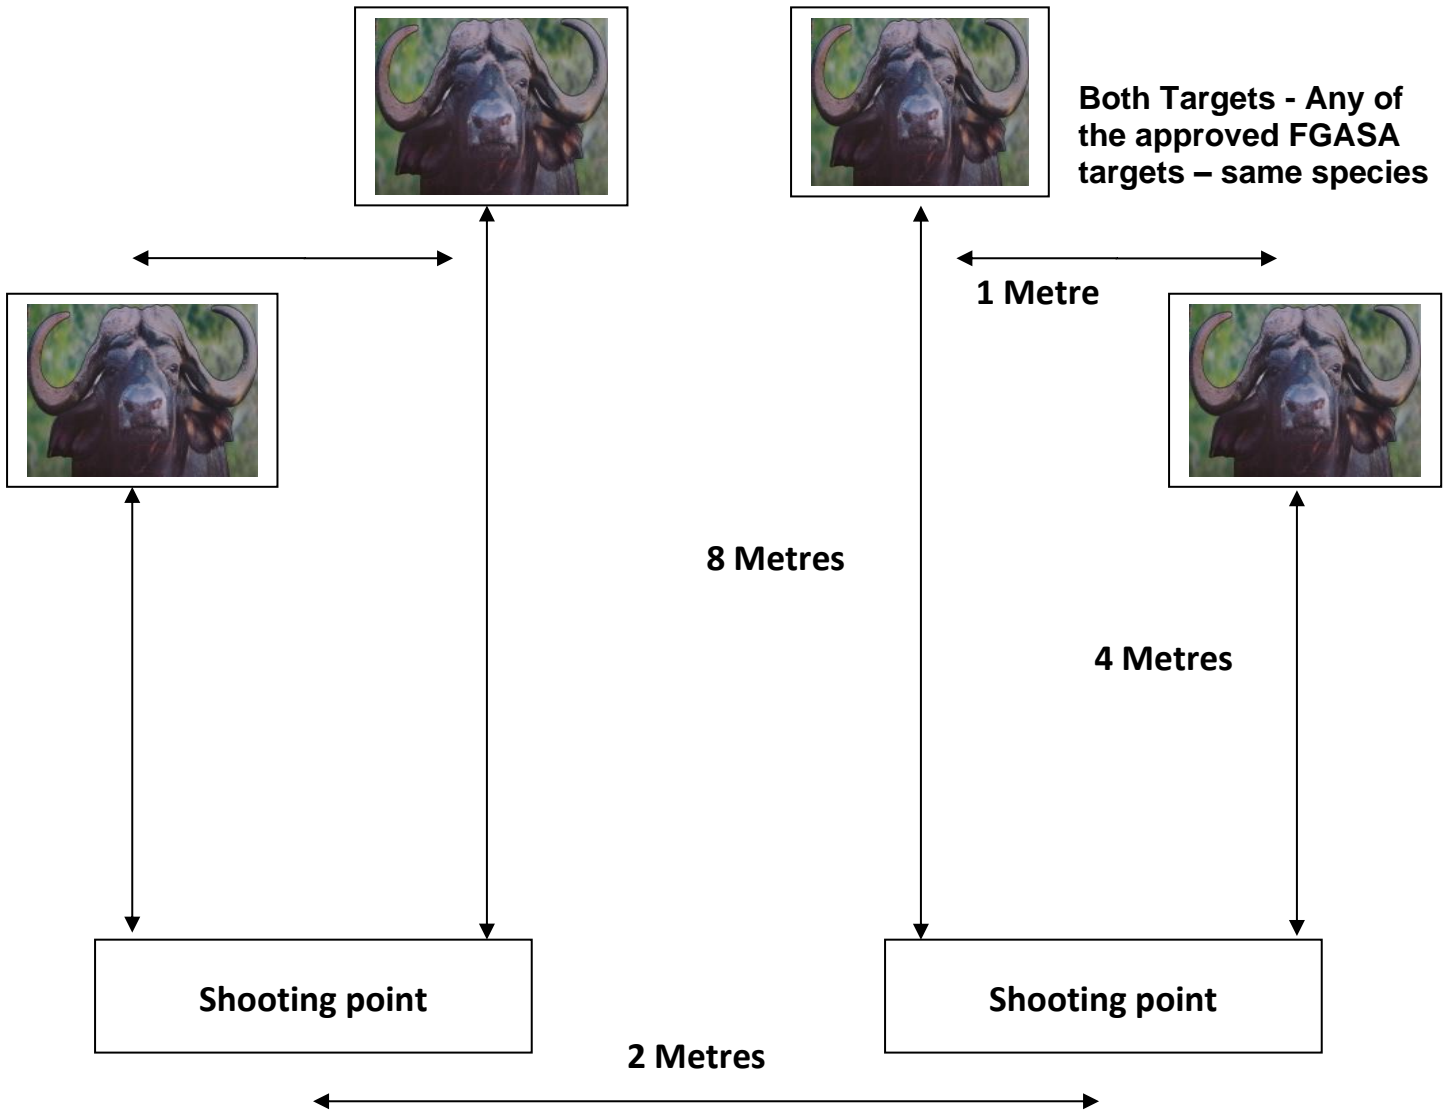 Both Targets - Any of
the approved FGASA
targets – same species
1 Metre
8 Metres
4 Metres
Shooting point
Shooting point
2 Metres